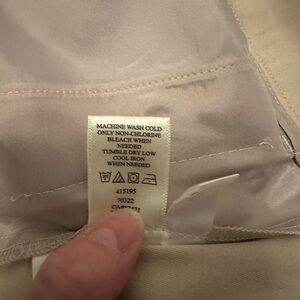 MACHINE WASH COLD
ONLY NON-CHLORINE
BLEACH WHEN
NEEDED
TUMBLE DRY LOW
COOL IRON
WHEN NEEDED
415195
70322